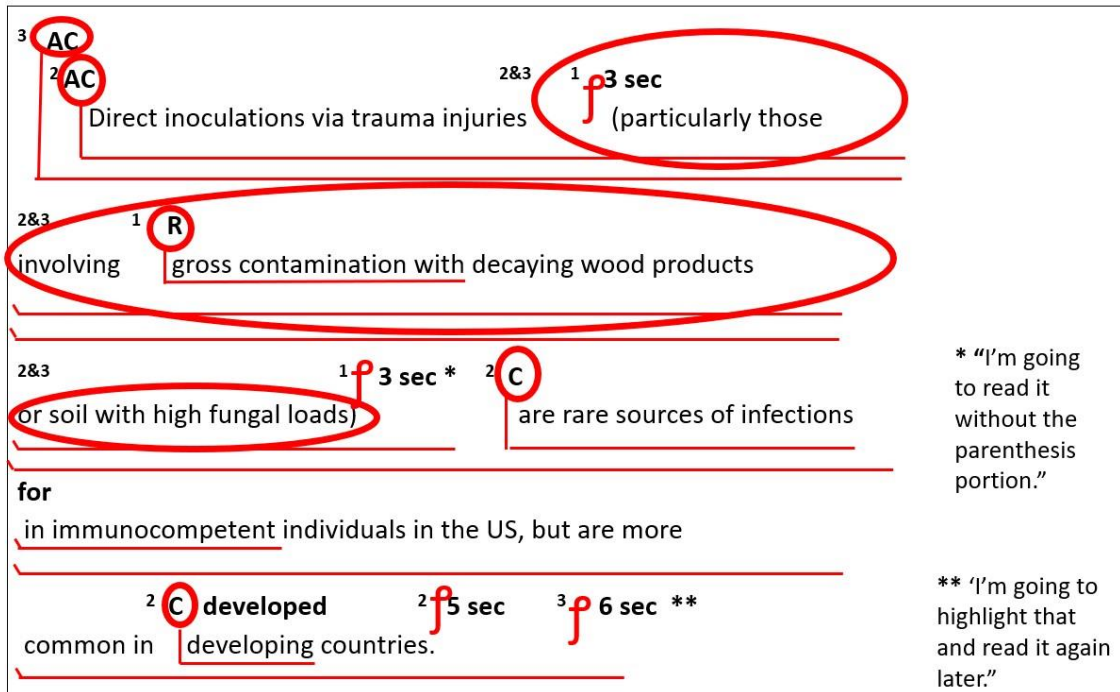 3 AC
2 AC 2&3 1 3 sec
Direct inoculations via trauma injuries (particularly those
2&3 1 R
involving gross contamination with decaying wood products
2&3 1 3 sec * 2 C
or soil with high fungal loads) are rare sources of infections
for
in immunocompetent individuals in the US, but are more
2 C developed 2 5 sec 3 6 sec **
common in developing countries.
* “I’m going
to read it
without the
parenthesis
portion.”
** ‘I’m going to
highlight that
and read it again
later.”